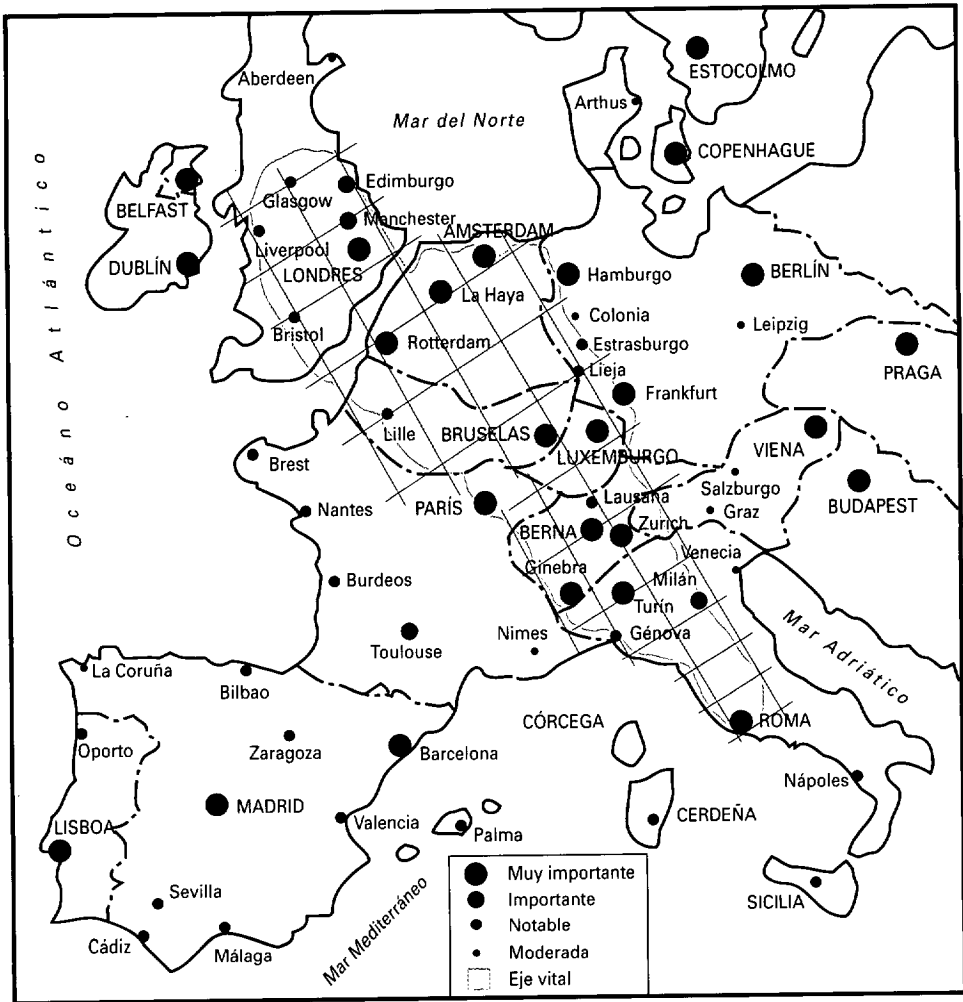 Aberdeen
ESTOCOLMO
Arthus
Mar del Norte
COPENHAGUE
Océano Atlántico
Edimburgo
Glasgow
BELFAST
Manchester
AMSTERDAM
Liverpool
LONDRES
DUBLÍN
Hamburgo
BERLÍN
La Haya
Colonia
Leipzig
Bristol
Rotterdam
Estrasburgo
Lieja
PRAGA
Frankfurt
Lille
BRUSELAS
VIENA
LUXEMBURGO
Brest
Salzburgo
Lausana
PARÍS
Nantes
Graz
BUDAPEST
BERNA
Zurich
Venecia
Ginebra
Milán
Burdeos
Turín
Nimes
Génova
Toulouse
Mar Adriático
La Coruña
Bilbao
CÓRCEGA
ROMA
Oporto
Zaragoza
Barcelona
Nápoles
MADRID
LISBOA
Valencia
Palma
CERDEÑA
Sevilla
SICILIA
Cádiz
Málaga
Mar Mediterráneo
Muy importante
Importante
Notable
Moderada
Eje vital